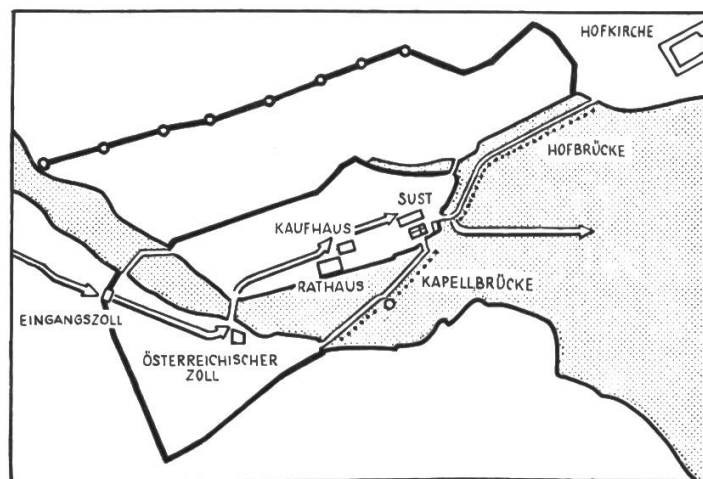 HOFKIRCHE
HOFBRÜCKE
SUST
KAUFHAUS
RATHAUS
KAPELLBRÜCKE
EINGANGSZOLL
ÖSTERREICHISCHER
ZOLL